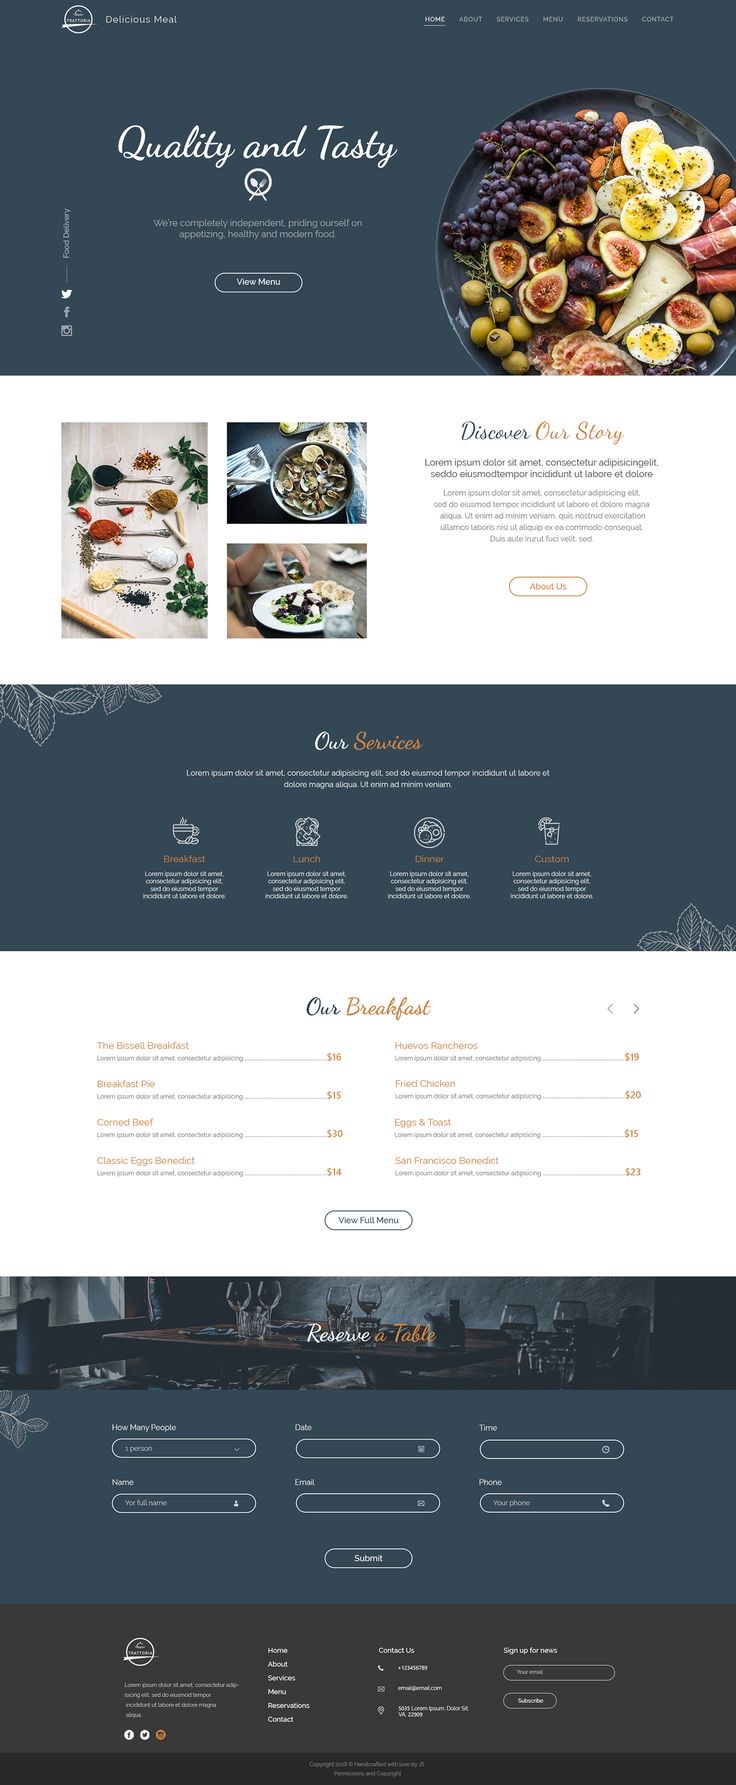 TRATTORIA
Delicious Meal
HOME ABOUT SERVICES MENU RESERVATIONS CONTACT
Quality and Tasty
We're completely independent, priding ourself on
appetizing, healthy and modern food.
View Menu
Food Delivery
Discover Our Story
Lorem ipsum dolor sit amet, consectetur adipisicingelit,
seddo eiusmodtempor incididunt ut labore et dolore
Lorem ipsum dolor sit amet, consectetur adipisicing elit,
sed do eiusmod tempor incididunt ut labore et dolore magna
aliqua. Ut enim ad minim veniam, quis nostrud exercitation
ullamco laboris nisi ut aliquip ex ea commodo consequat.
Duis aute irurut fuci velit, sed.
About Us
Our Services
Lorem ipsum dolor sit amet, consectetur adipisicing elit, sed do eiusmod tempor incididunt ut labore et
dolore magna aliqua. Ut enim ad minim veniam.
Breakfast
Lorem ipsum dolor sit amet,
consectetur adipisicing elit,
sed do eiusmod tempor
incididunt ut labore et dolore.
Lunch
Lorem ipsum dolor sit amet,
consectetur adipisicing elit,
sed do eiusmod tempor
incididunt ut labore et dolore.
Dinner
Lorem ipsum dolor sit amet,
consectetur adipisicing elit,
sed do eiusmod tempor
incididunt ut labore et dolore.
Custom
Lorem ipsum dolor sit amet,
consectetur adipisicing elit,
sed do eiusmod tempor
incididunt ut labore et dolore.
Our Breakfast
The Bissell Breakfast
Lorem ipsum dolor sit amet, consectetur adipisicing $16
Breakfast Pie
Lorem ipsum dolor sit amet, consectetur adipisicing $15
Corned Beef
Lorem ipsum dolor sit amet, consectetur adipisicing $30
Classic Eggs Benedict
Lorem ipsum dolor sit amet, consectetur adipisicing $14
Huevos Rancheros
Lorem ipsum dolor sit amet, consectetur adipisicing $19
Fried Chicken
Lorem ipsum dolor sit amet, consectetur adipisicing $20
Eggs & Toast
Lorem ipsum dolor sit amet, consectetur adipisicing $15
San Francisco Benedict
Lorem ipsum dolor sit amet, consectetur adipisicing $23
View Full Menu
Reserve a Table
How Many People Date Time
1 person
Name Email Phone
Yor full name Your phone
Submit
TRATTORIA
Lorem ipsum dolor sit amet, consectetur adip-
isicing elit, sed do eiusmod tempor
incididunt ut labore et dolore magna
aliqua
Home
About
Services
Menu
Reservations
Contact
Contact Us
+123456789
email@email.com
5035 Lorem Ipsum, Dolor Sit,
VA, 22909
Sign up for news
Your email
Subscribe
Copyright 2018 © Handcrafted with love by JS
Permissions and Copyright